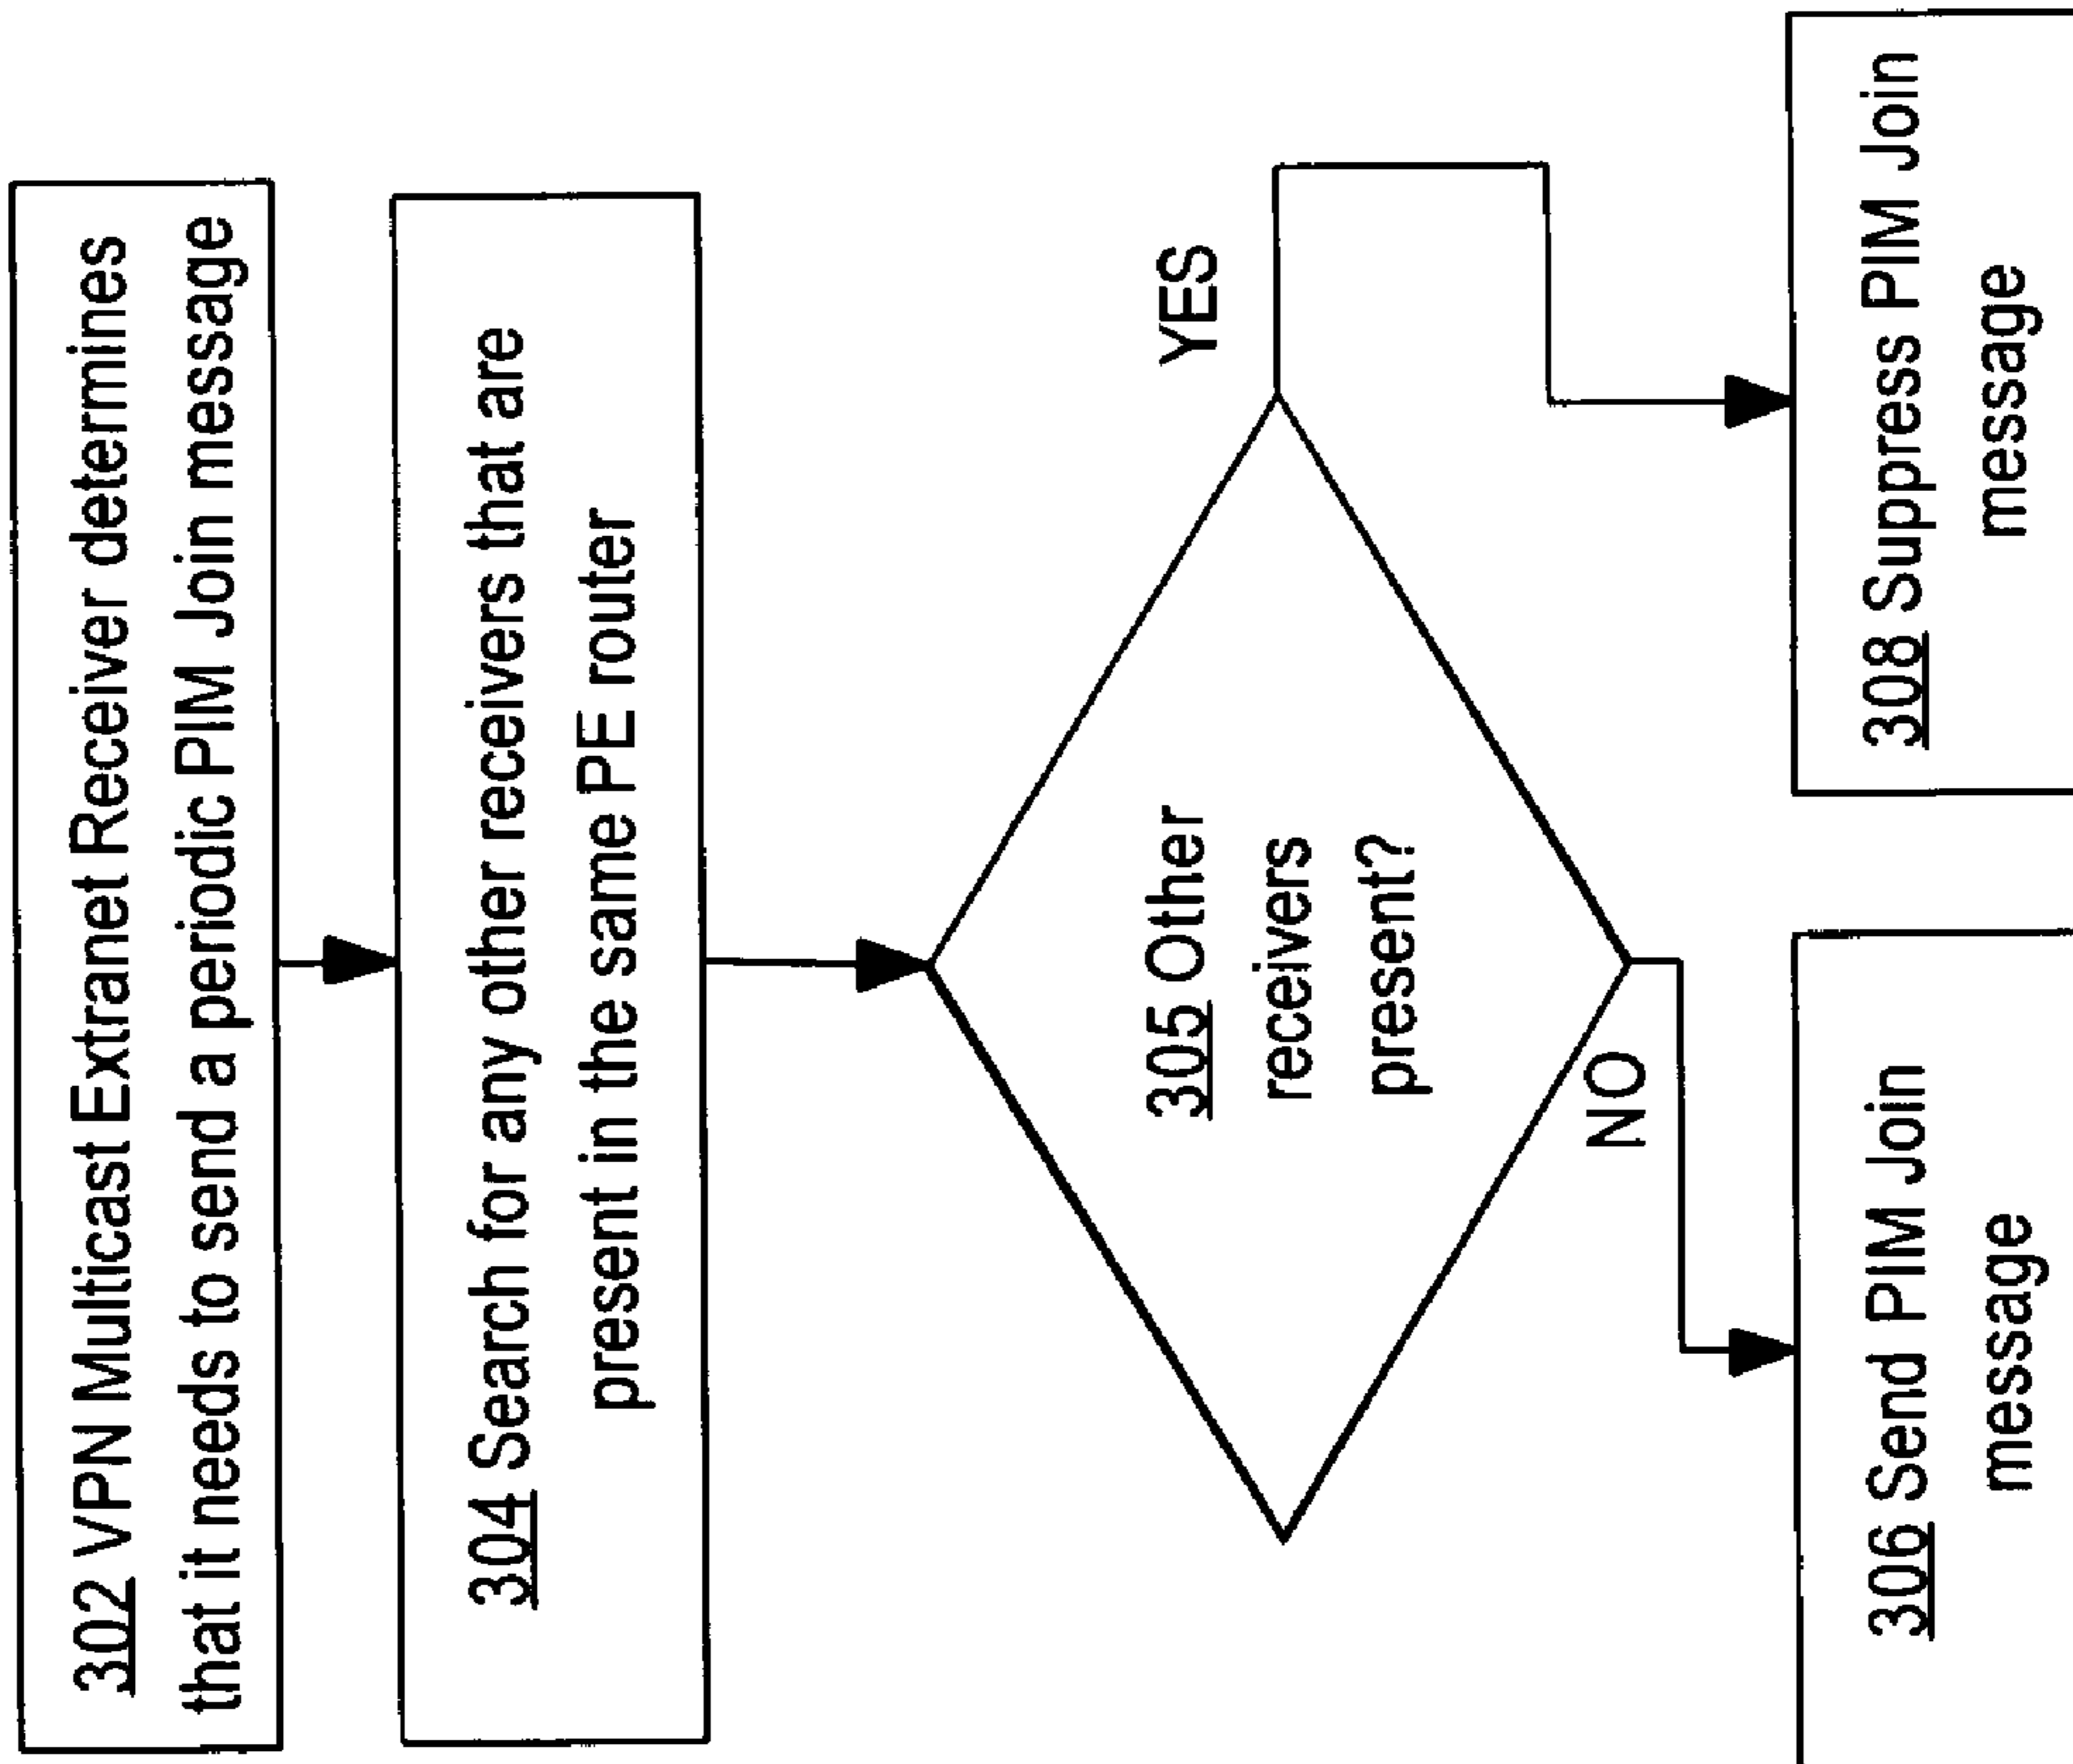 302 VPN Multicast Extranet Receiver determines
that it needs to send a periodic PIM Join message
304 Search for any other receivers that are
present in the same PE router
305 Other
receivers
present?
YES
NO
306 Send PIM Join
message
308 Suppress PIM Join
message